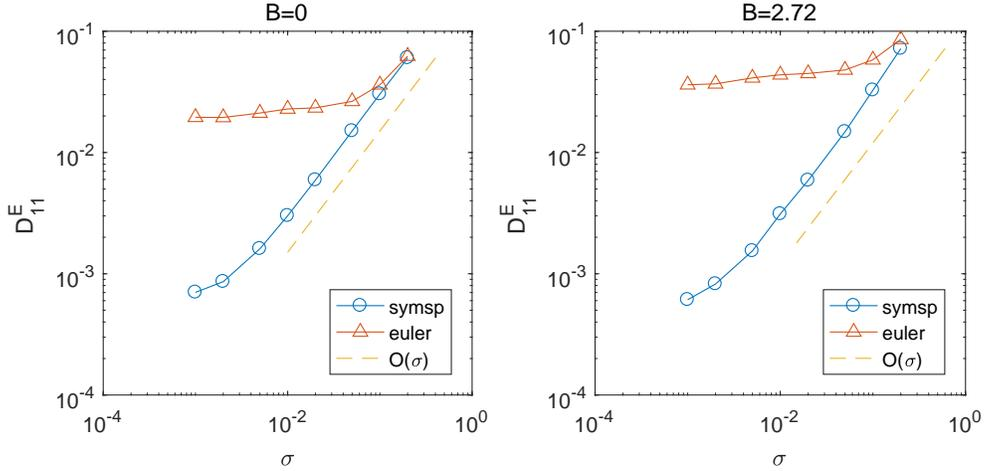 B=0
10^-1
10^-2
10^-3
10^-4
D^E_11
10^-4
10^-2
10^0
σ
symsp
euler
O(σ)
B=2.72
10^-1
10^-2
10^-3
10^-4
D^E_11
10^-4
10^-2
10^0
σ
symsp
euler
O(σ)